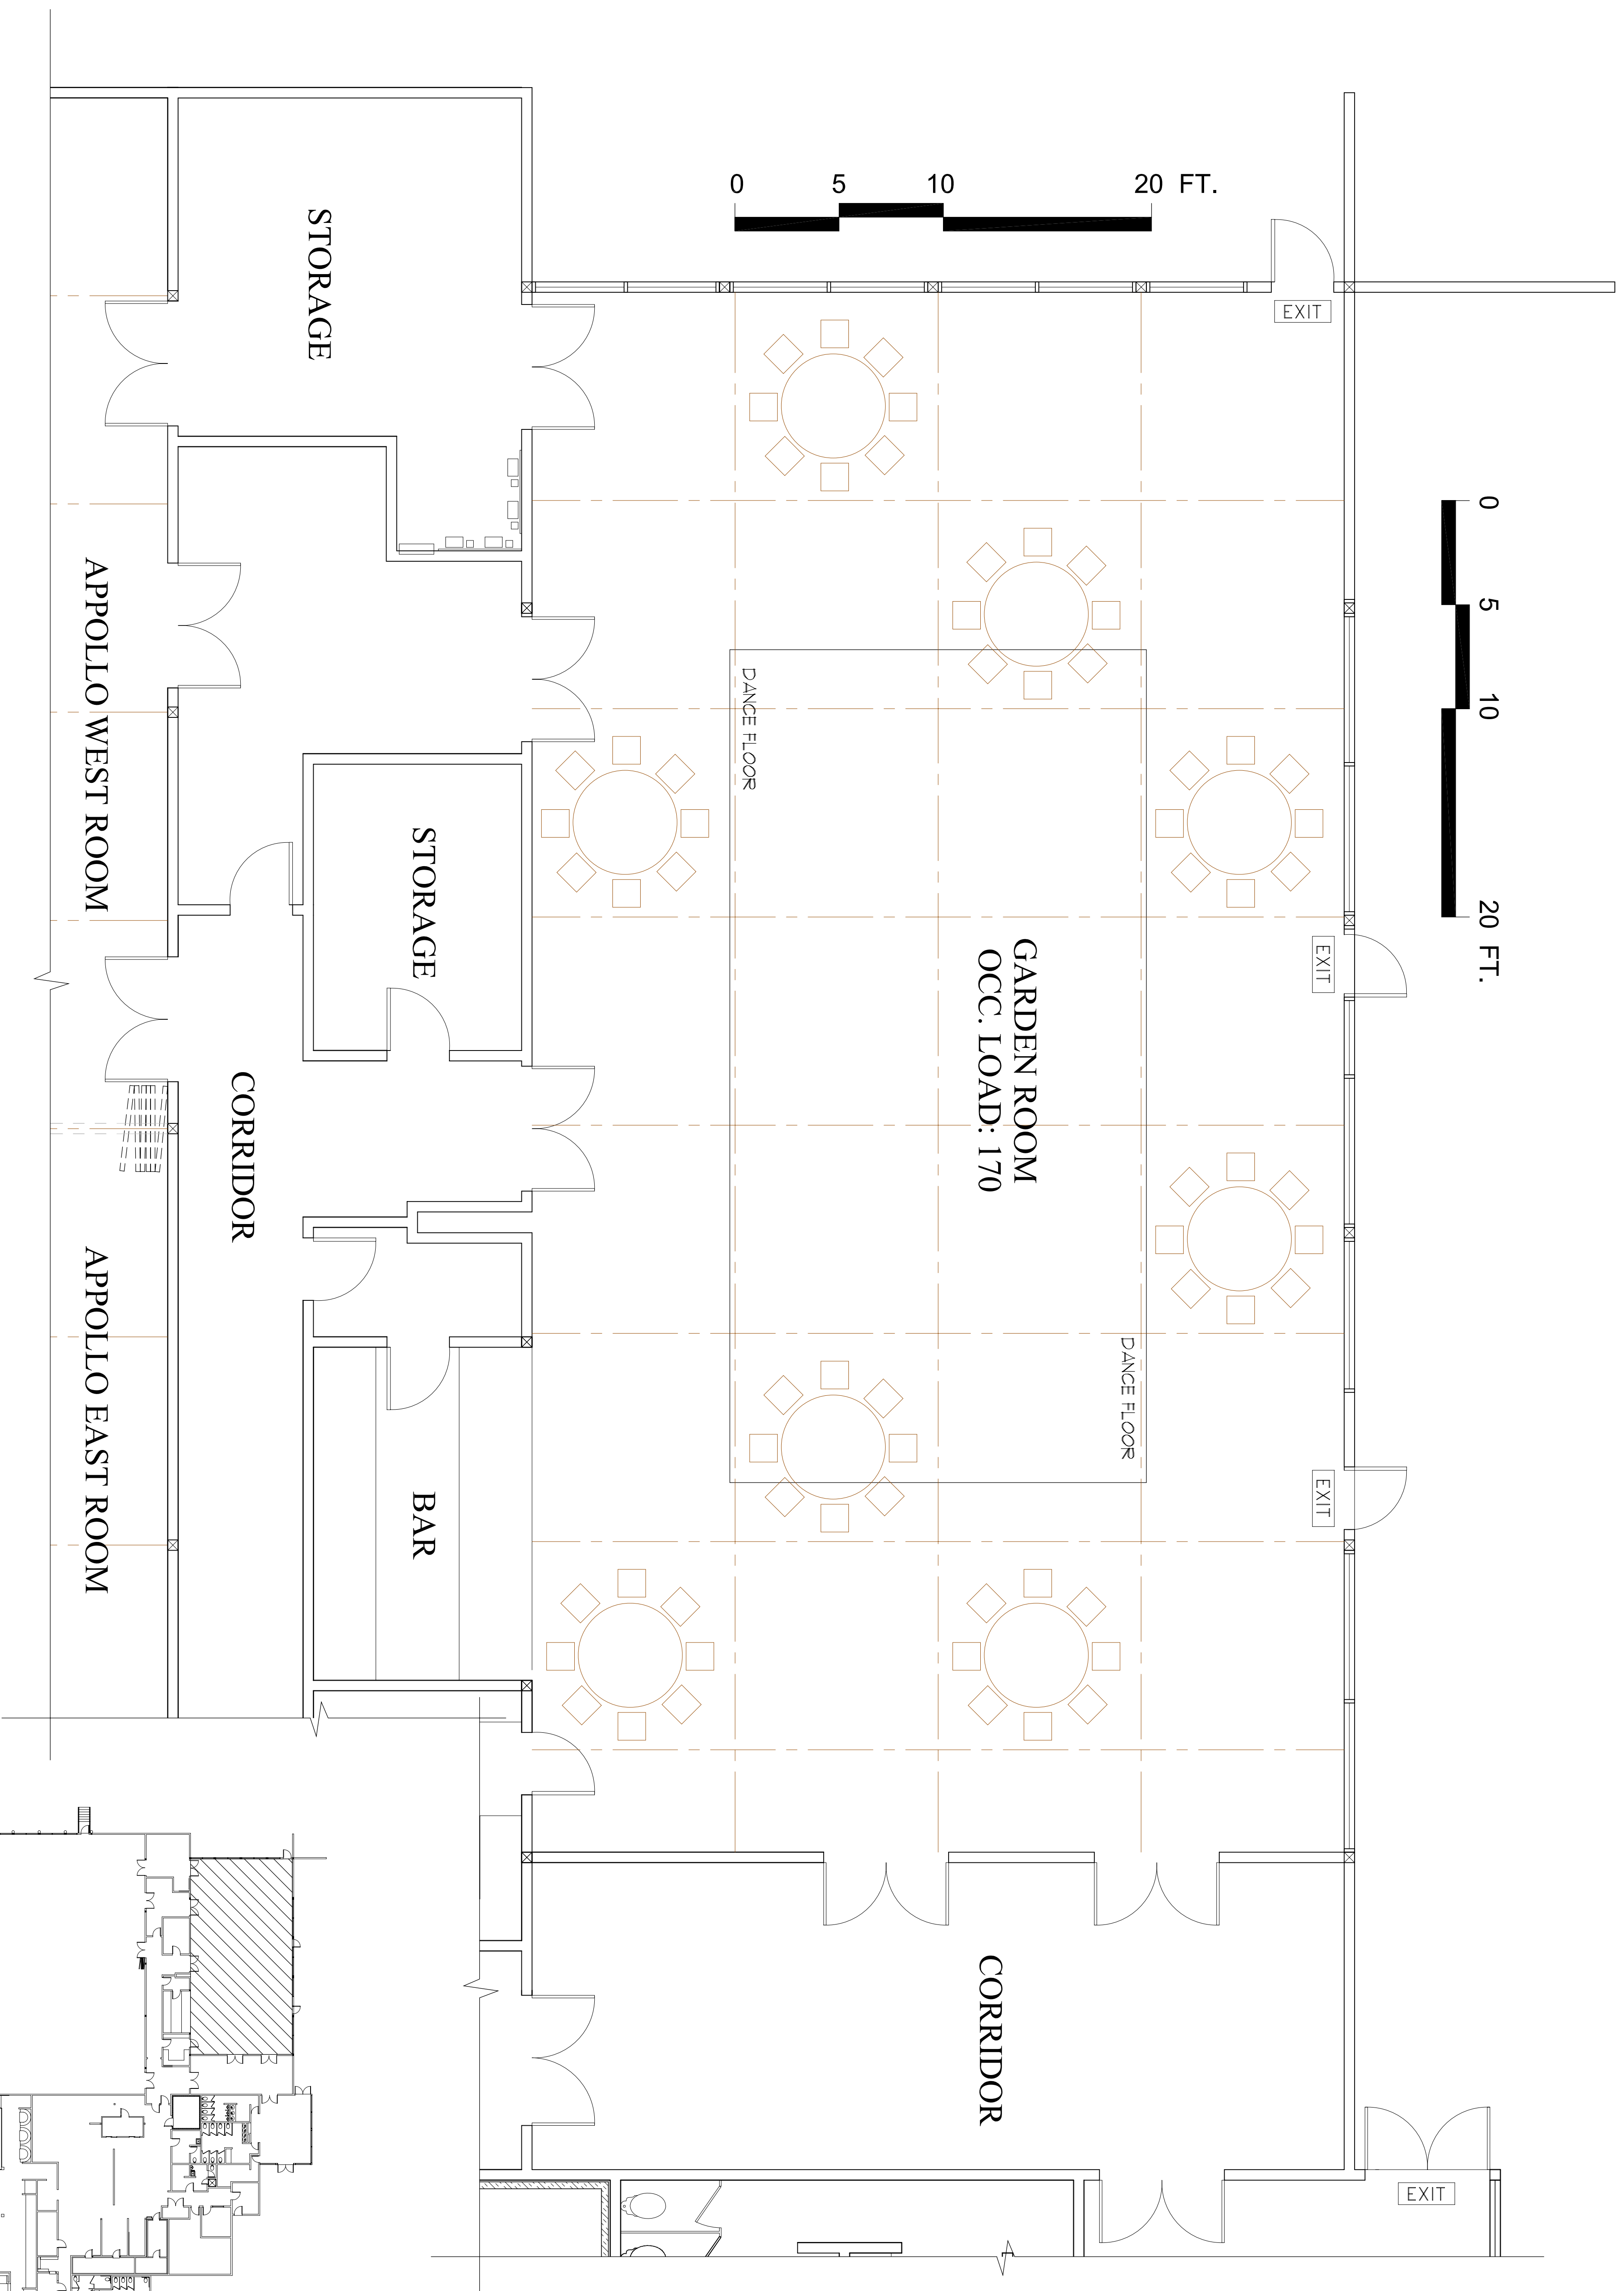 0 5 10 20 FT.
STORAGE
EXIT
0 5 10 20 FT.
APPOLLO WEST ROOM
DANCE FLOOR
STORAGE
GARDEN ROOM
OCC. LOAD: 170
EXIT
CORRIDOR
APPOLLO EAST ROOM
DANCE FLOOR
BAR
EXIT
CORRIDOR
EXIT